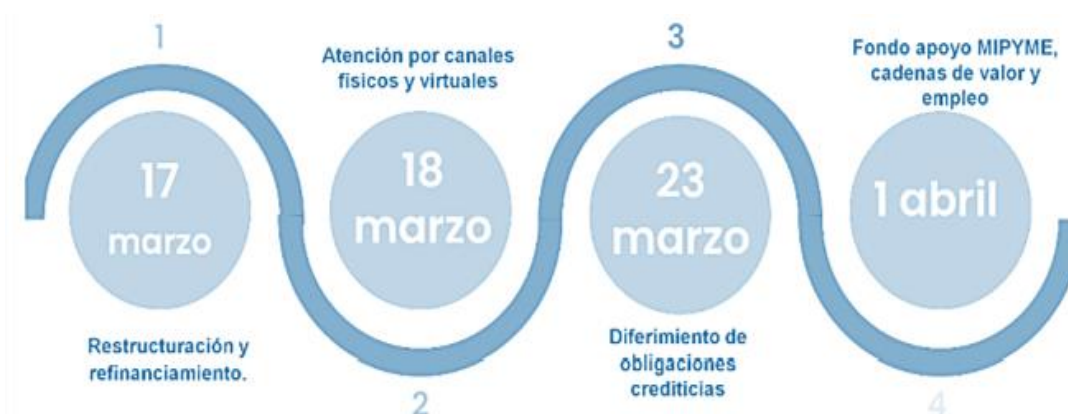 1
17
marzo
Restructuración y
refinanciamiento.
Atención por canales
físicos y virtuales
18
marzo
2
3
23
marzo
Diferimiento de
obligaciones
crediticias
Fondo apoyo MIPYME,
cadenas de valor y
empleo
1 abril
4